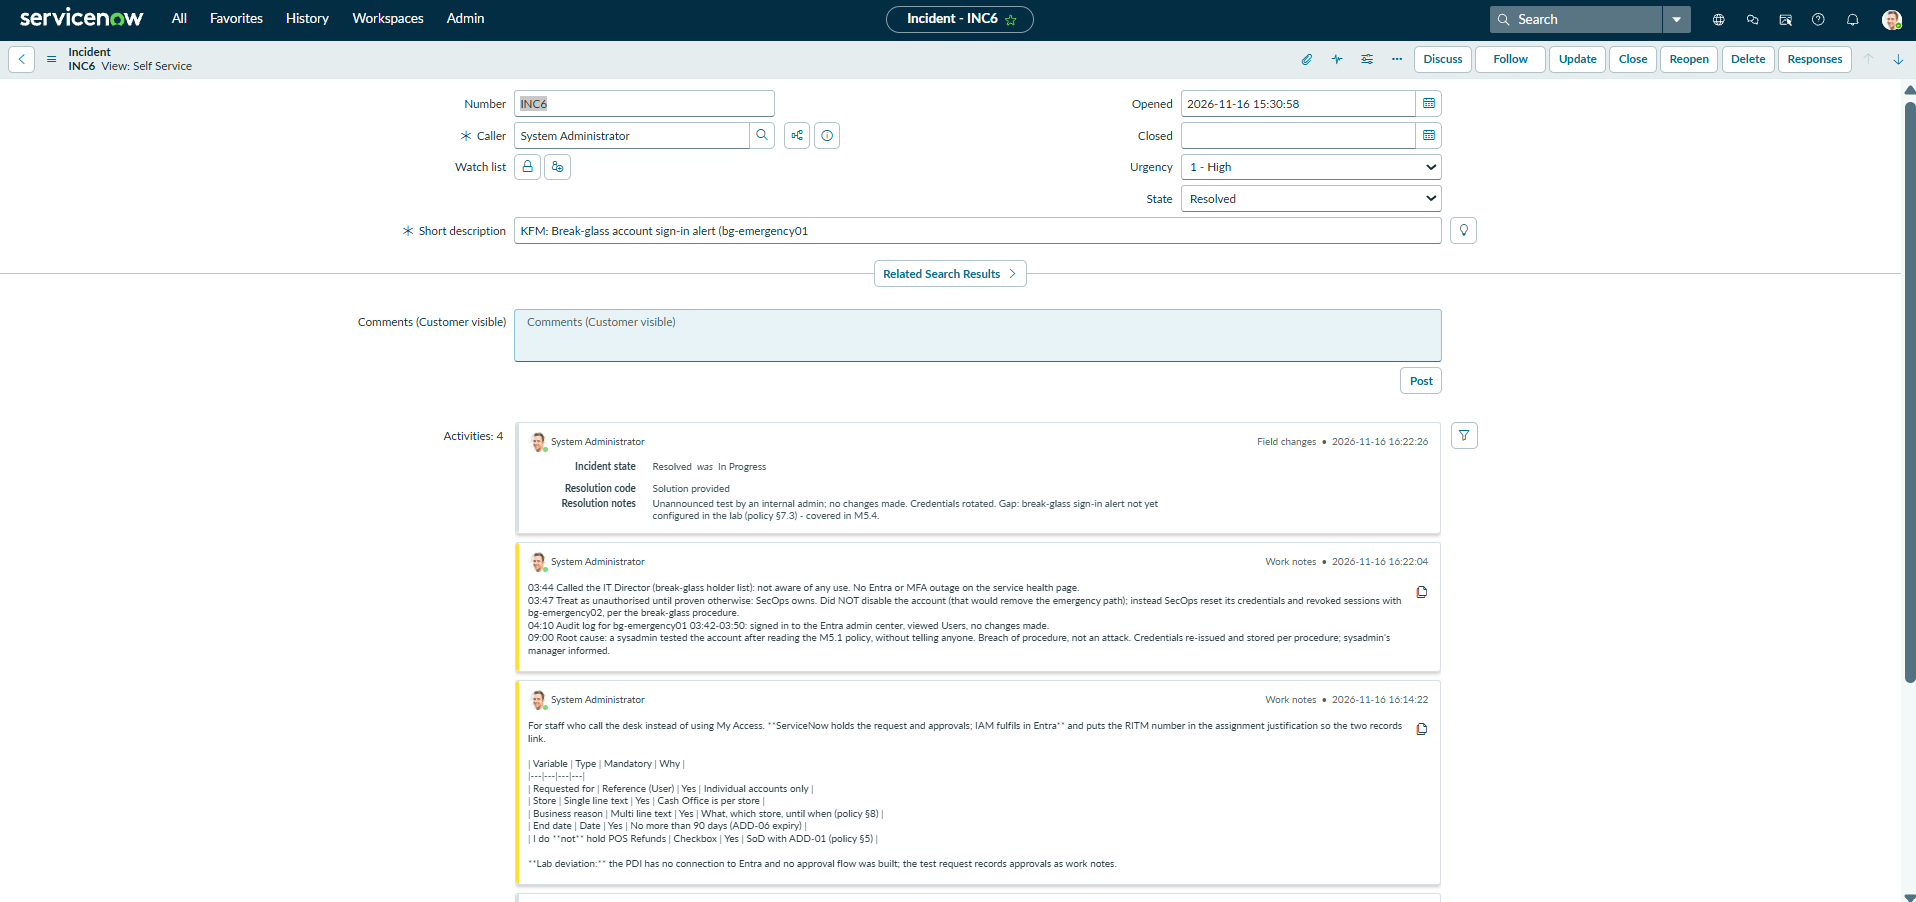 servicenow All Favorites History Workspaces Admin Incident - INC6 Search
Incident
INC6 View: Self Service
Discuss Follow Update Close Reopen Delete Responses
Number INC6
Opened 2026-11-16 15:30:58
Caller System Administrator
Closed
Watch list
Urgency 1 - High
State Resolved
Short description KFM: Break-glass account sign-in alert (bg-emergency01
Related Search Results
Comments (Customer visible) Comments (Customer visible)
Post
Activities: 4
System Administrator Field changes • 2026-11-16 16:22:26
Incident state Resolved was In Progress
Resolution code Solution provided
Resolution notes Unannounced test by an internal admin; no changes made. Credentials rotated. Gap: break-glass sign-in alert not yet
configured in the lab (policy §7.3) - covered in M5.4.
System Administrator Work notes • 2026-11-16 16:22:04
03:44 Called the IT Director (break-glass holder list): not aware of any use. No Entra or MFA outage on the service health page.
03:47 Treat as unauthorised until proven otherwise: SecOps owns. Did NOT disable the account (that would remove the emergency path); instead SecOps reset its credentials and revoked sessions with
bg-emergency02, per the break-glass procedure.
04:10 Audit log for bg-emergency01 03:42-03:50: signed in to the Entra admin center, viewed Users, no changes made.
09:00 Root cause: a sysadmin tested the account after reading the M5.1 policy, without telling anyone. Breach of procedure, not an attack. Credentials re-issued and stored per procedure; sysadmin's
manager informed.
System Administrator Work notes • 2026-11-16 16:14:22
For staff who call the desk instead of using My Access. **ServiceNow holds the request and approvals; IAM fulfils in Entra** and puts the RITM number in the assignment justification so the two records
link.
| Variable | Type | Mandatory | Why |
|---|---|---|---|
| Requested for | Reference (User) | Yes | Individual accounts only |
| Store | Single line text | Yes | Cash Office is per store |
| Business reason | Multi line text | Yes | What, which store, until when (policy §8) |
| End date | Date | Yes | No more than 90 days (ADD-06 expiry) |
| I do **not** hold POS Refunds | Checkbox | Yes | SoD with ADD-01 (policy §5) |
**Lab deviation:** the PDI has no connection to Entra and no approval flow was built; the test request records approvals as work notes.